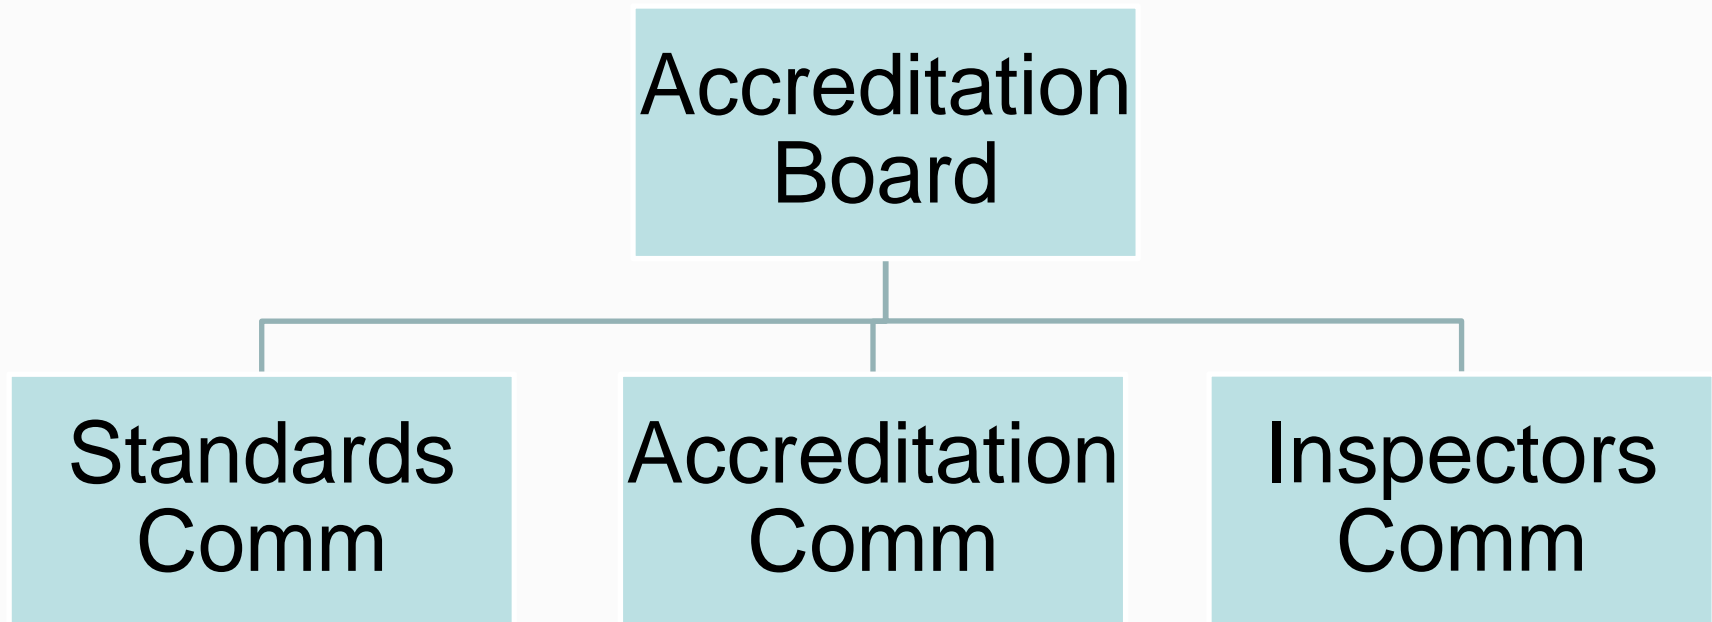 Accreditation
Board
Standards
Comm
Accreditation
Comm
Inspectors
Comm